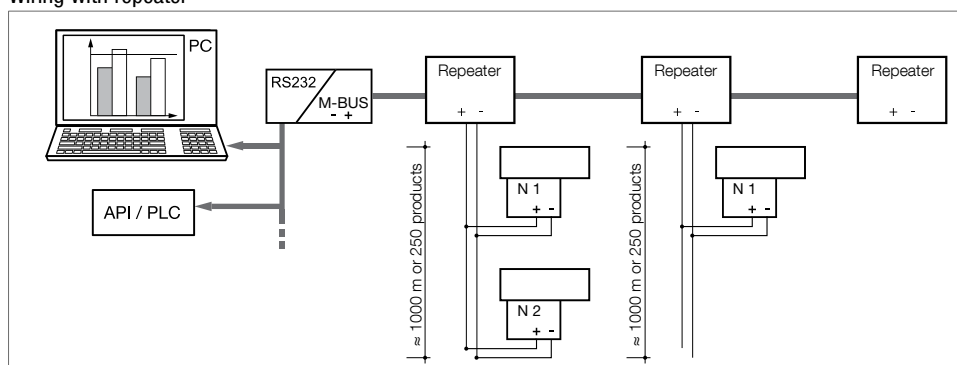 Wiring with repeater
PC
RS232
M-BUS
- +
API / PLC
Repeater
+ -
≈ 1000 m or 250 products
N 1
+ -
N 2
+ -
Repeater
+ -
≈ 1000 m or 250 products
N 1
+ -
Repeater
+ -